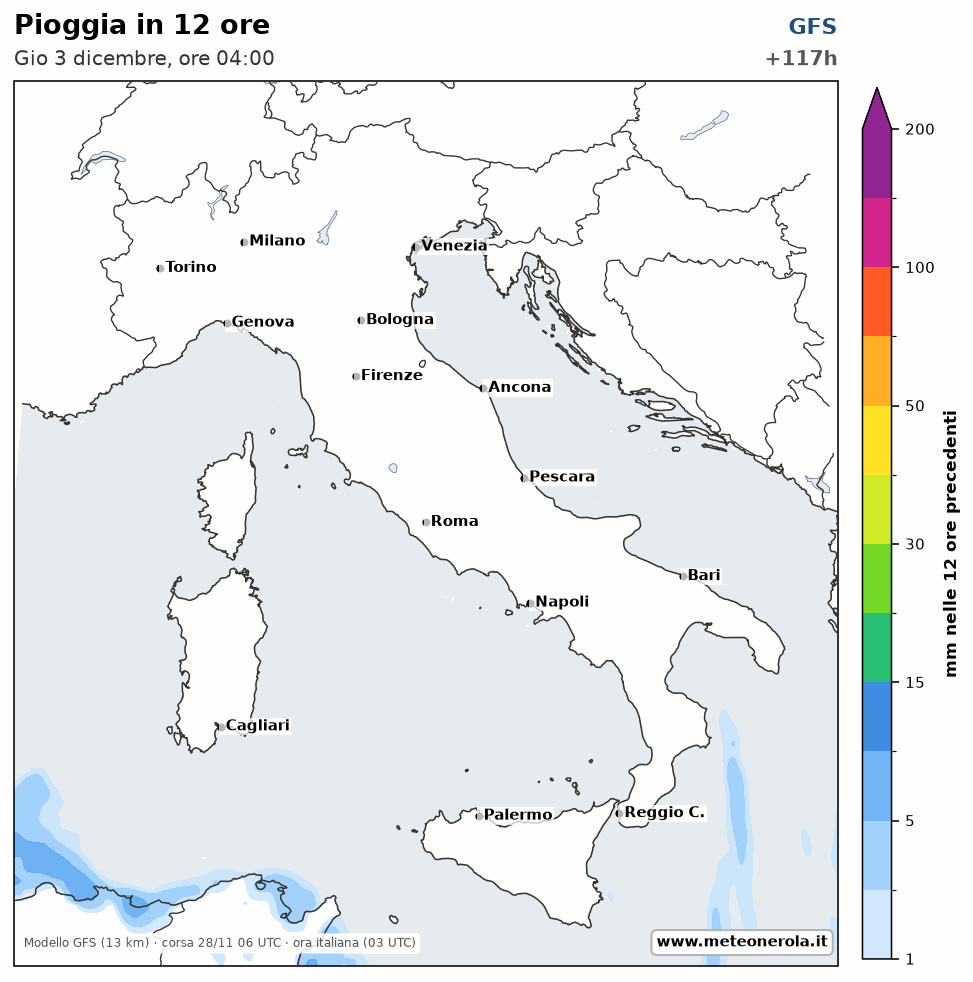 Pioggia in 12 ore
GFS
Gio 3 dicembre, ore 04:00
+117h
200
Milano
Venezia
Torino
100
Genova
Bologna
Firenze
Ancona
50
Pescara
Roma
30
Bari
Napoli
15
Cagliari
Palermo
Reggio C.
5
mm nelle 12 ore precedenti
Modello GFS (13 km) · corsa 28/11 06 UTC · ora italiana (03 UTC)
www.meteonerola.it
1